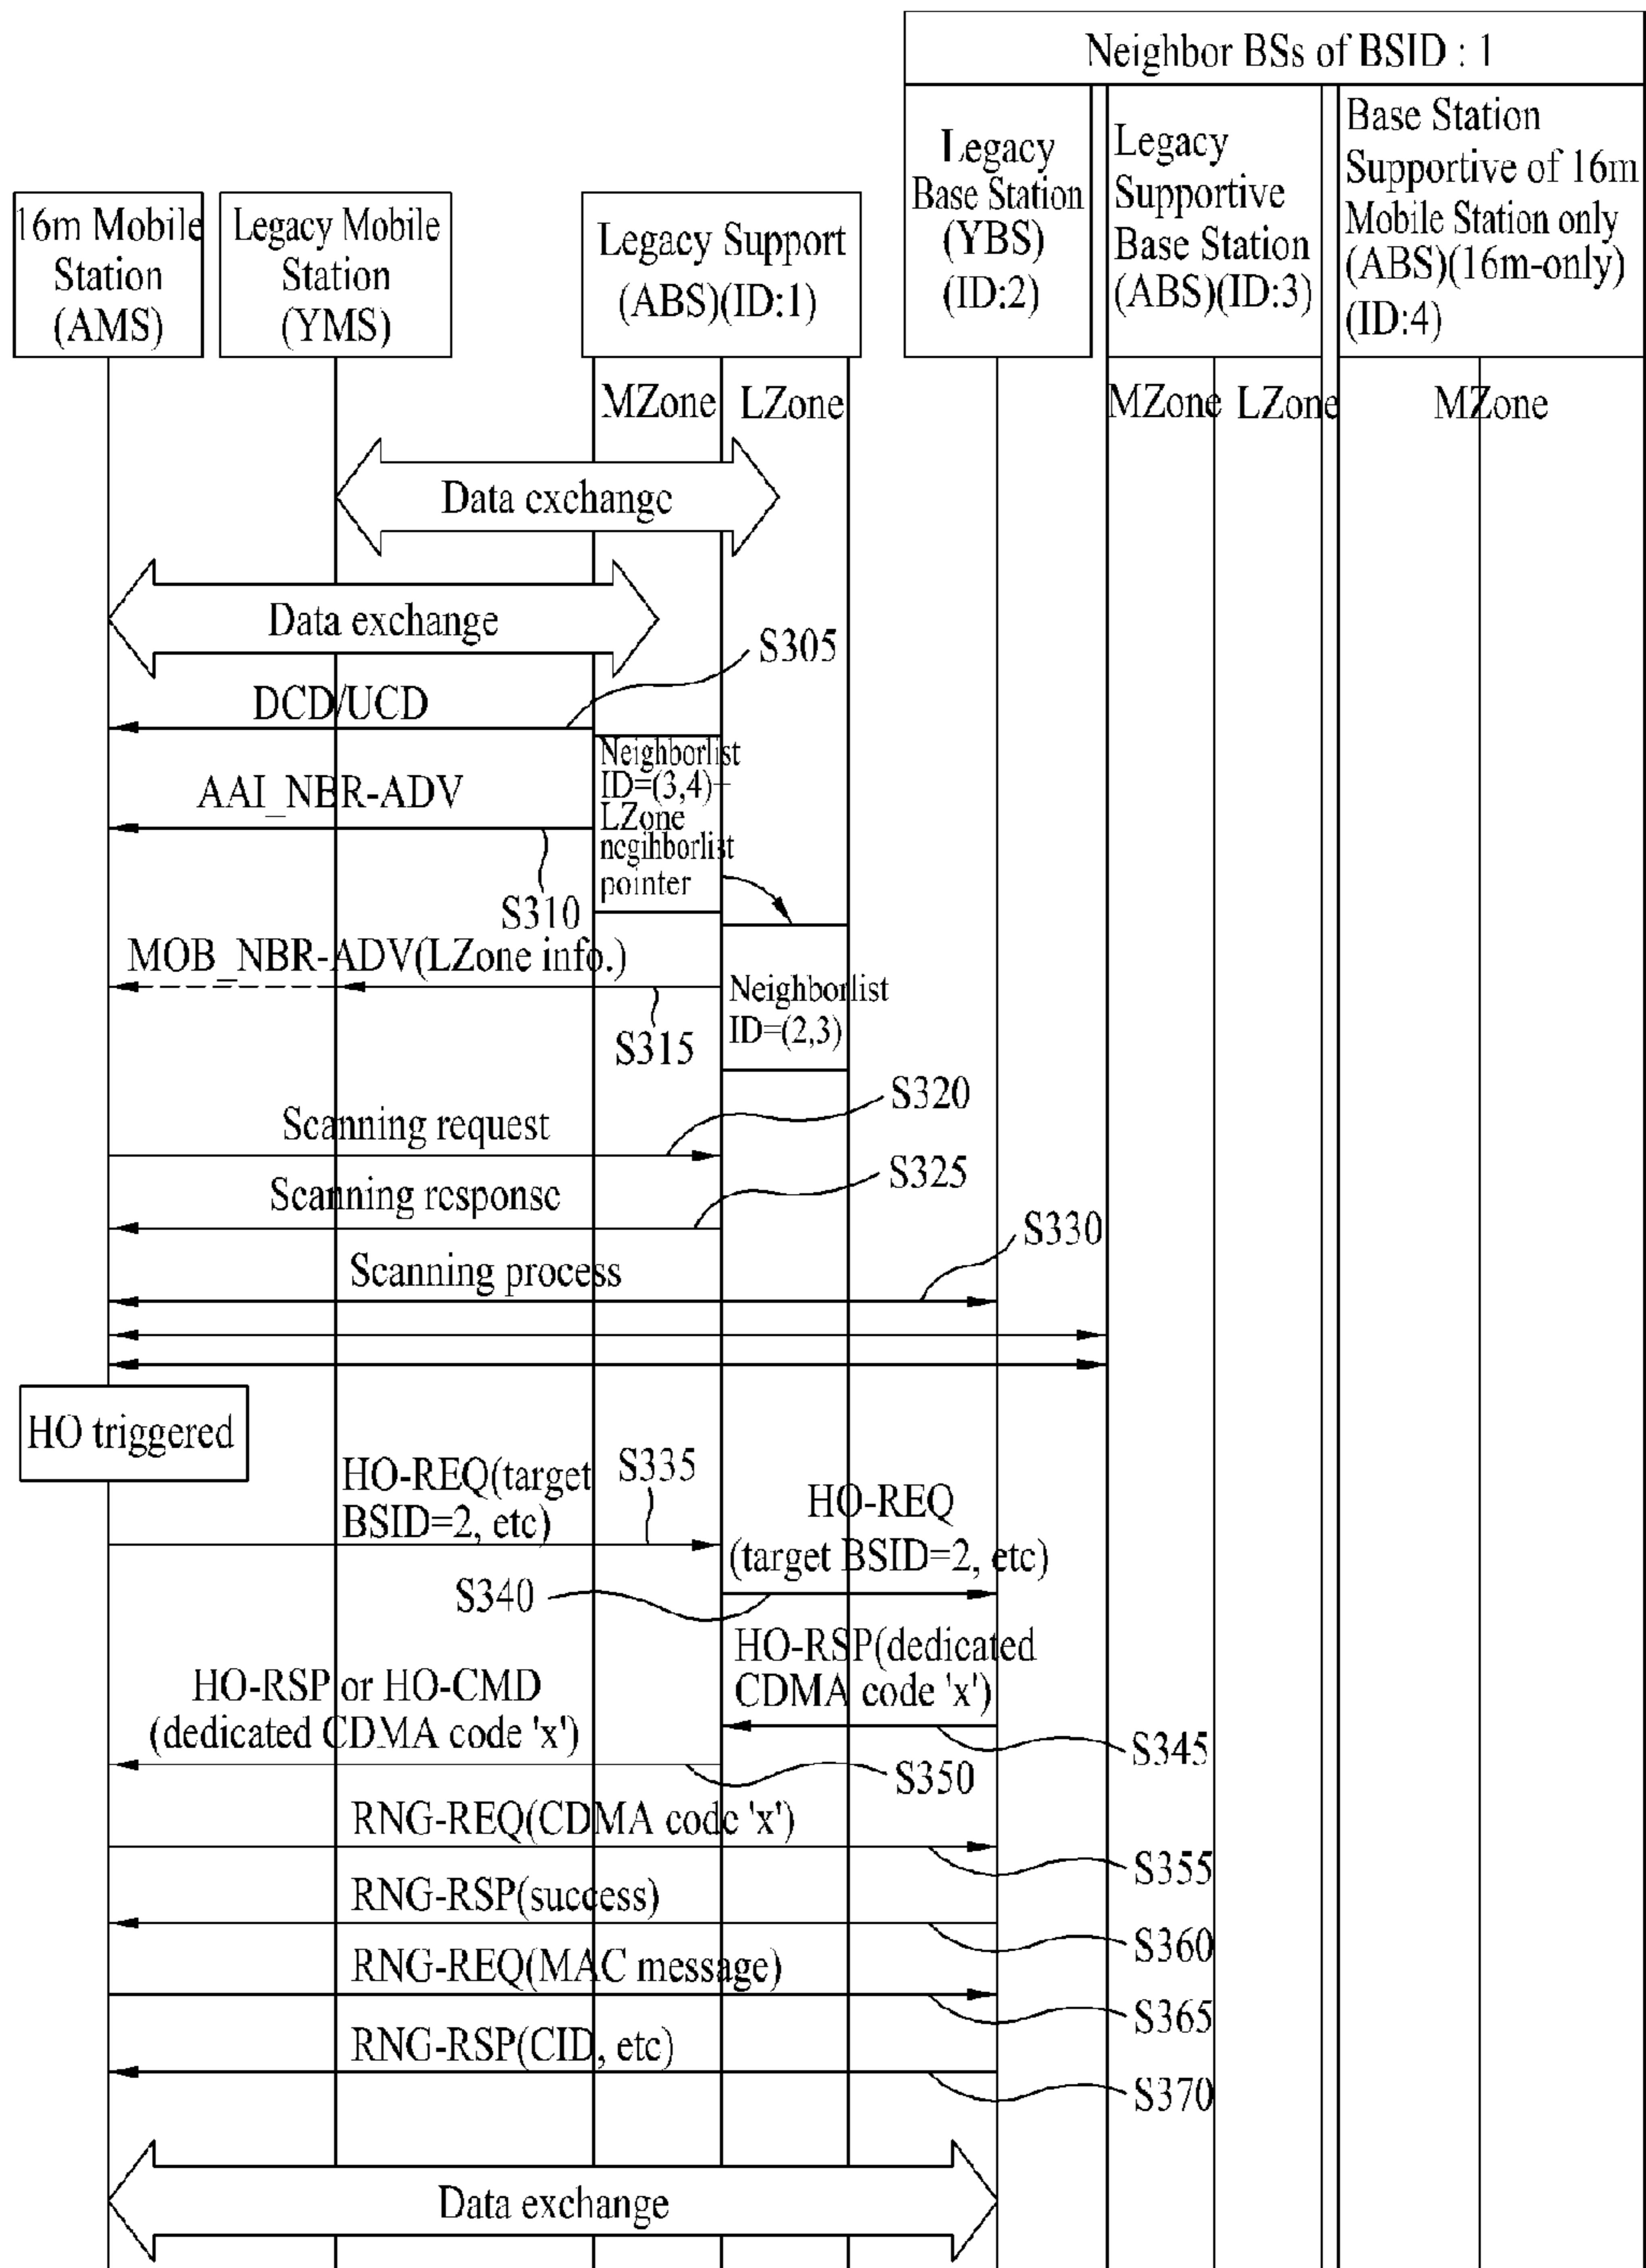 Neighbor BSs of BSID : 1
Legacy
Base Station
(YBS)
(ID:2)
Legacy
Supportive
Base Station
(ABS)(ID:3)
Base Station
Supportive of 16m
Mobile Station only
(ABS)(16m-only)
(ID:4)
16m Mobile
Station
(AMS)
Legacy Mobile
Station
(YMS)
Legacy Support
(ABS)(ID:1)
MZone
LZone
MZone
LZone
MZone
Data exchange
Data exchange
S305
DCD/UCD
Neighborlist
ID=(3,4)+
LZone
negihborlist
pointer
AAI_NBR-ADV
S310
MOB_NBR-ADV(LZone info.)
Neighborlist
ID=(2,3)
S315
S320
Scanning request
S325
Scanning response
S330
Scanning process
HO triggered
HO-REQ(target
BSID=2, etc)
S335
HO-REQ
(target BSID=2, etc)
S340
HO-RSP(dedicated
CDMA code 'x')
HO-RSP or HO-CMD
(dedicated CDMA code 'x')
S345
S350
RNG-REQ(CDMA code 'x')
S355
RNG-RSP(success)
S360
RNG-REQ(MAC message)
S365
RNG-RSP(CID, etc)
S370
Data exchange